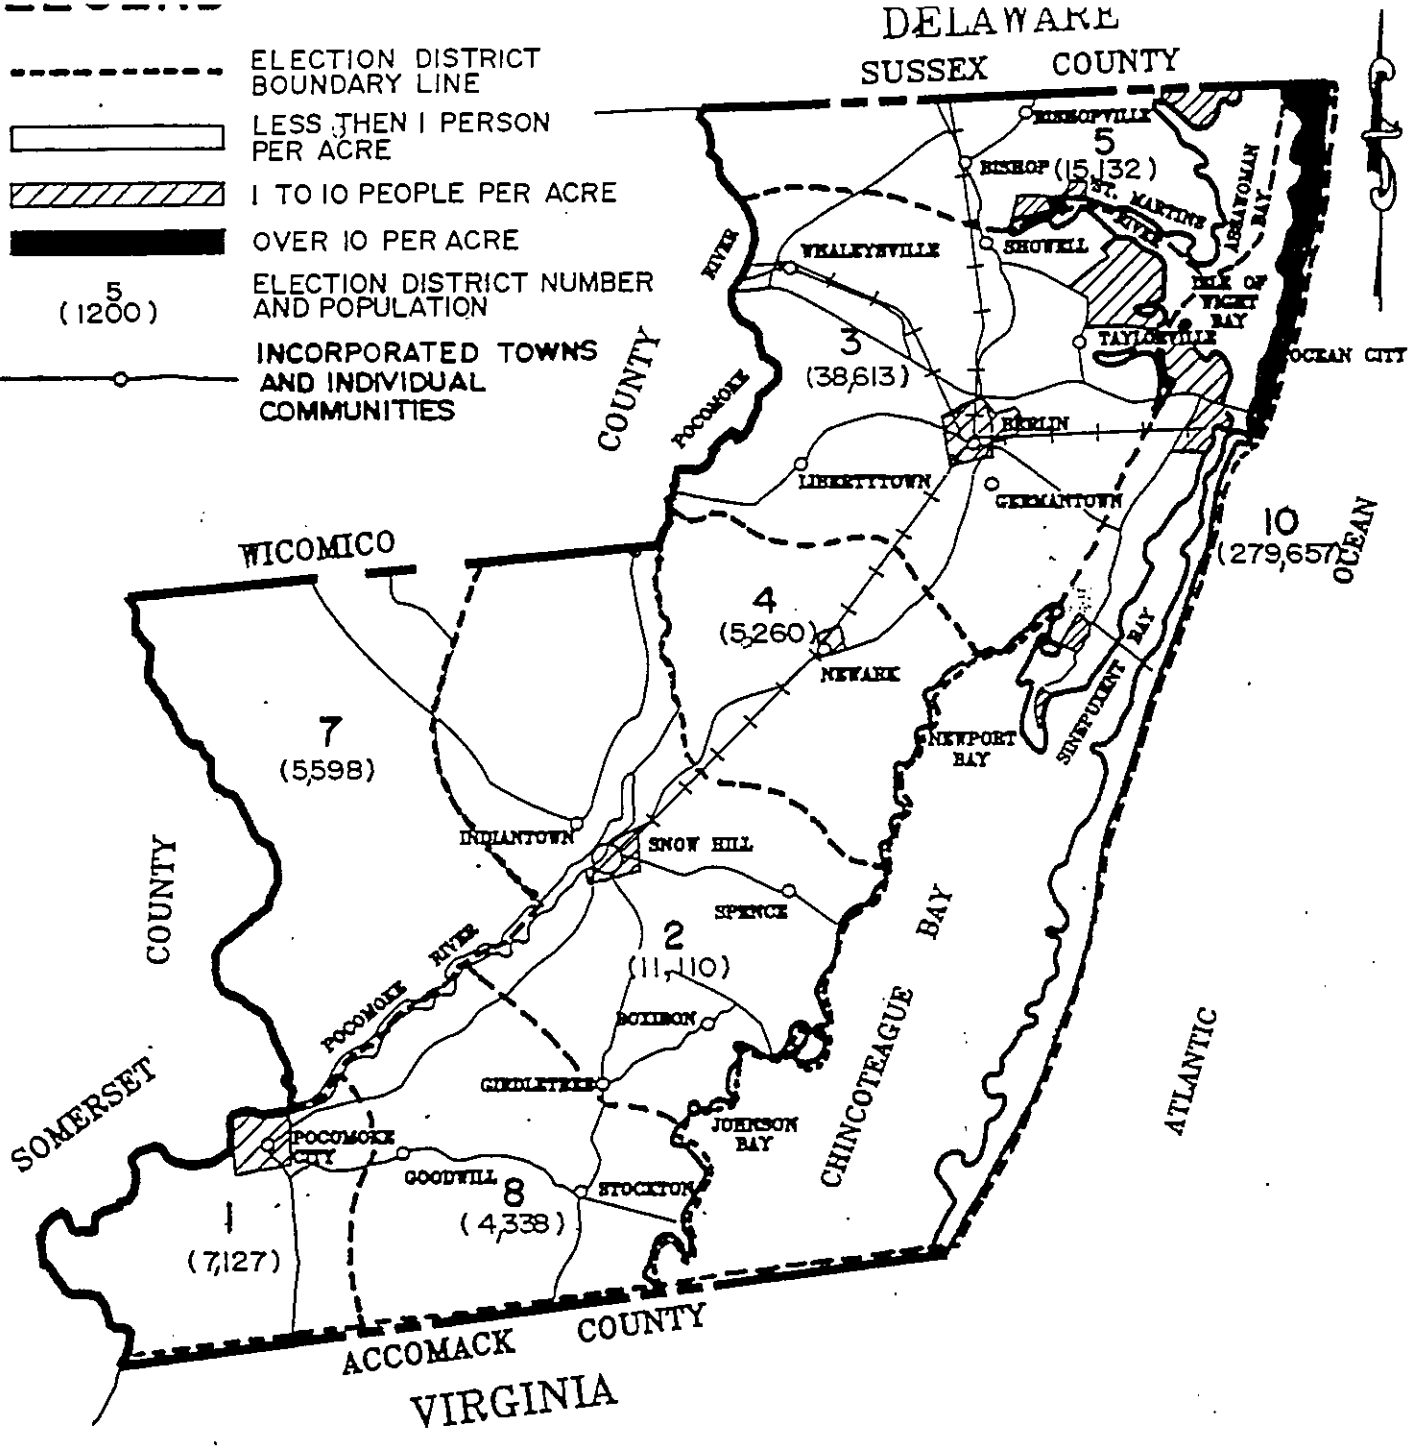 LEGEND
ELECTION DISTRICT
BOUNDARY LINE
LESS THEN 1 PERSON
PER ACRE
1 TO 10 PEOPLE PER ACRE
OVER 10 PER ACRE
5
(1200)
ELECTION DISTRICT NUMBER
AND POPULATION
INCORPORATED TOWNS
AND INDIVIDUAL
COMMUNITIES
DELAWARE
SUSSEX COUNTY
BISHOPVILLE
5
(15,132)
BISHOP
ST. MARTINS
RIVER
ASSAWOMAN
BAY
SHOWELL
WHALEYSVILLE
RIVER
ISLE OF
WIGHT
BAY
TAYLORVILLE
OCEAN CITY
3
(38,613)
COUNTY
POCOMOKE
BERLIN
LIBERTYTOWN
GERMANTOWN
10
(279,657)
OCEAN
WICOMICO
4
(5,260)
NEWARK
SINEPUXENT BAY
NEWPORT
BAY
7
(5,598)
INDIANTOWN
SNOW HILL
SPENCE
COUNTY
2
(11,110)
RIVER
POCOMOKE
BOXIRON
BAY
CHINCOTEAGUE
ATLANTIC
GIRDLETREE
JOHNSON
BAY
SOMERSET
POCOMOKE
CITY
GOODWILL
STOCKTON
8
(4,338)
1
(7,127)
ACCOMACK COUNTY
VIRGINIA